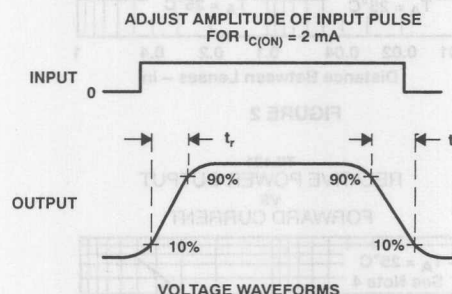 ADJUST AMPLITUDE OF INPUT PULSE
FOR I_C(ON) = 2 mA
INPUT
0
t_r
t
90%
90%
OUTPUT
10%
10%
VOLTAGE WAVEFORMS